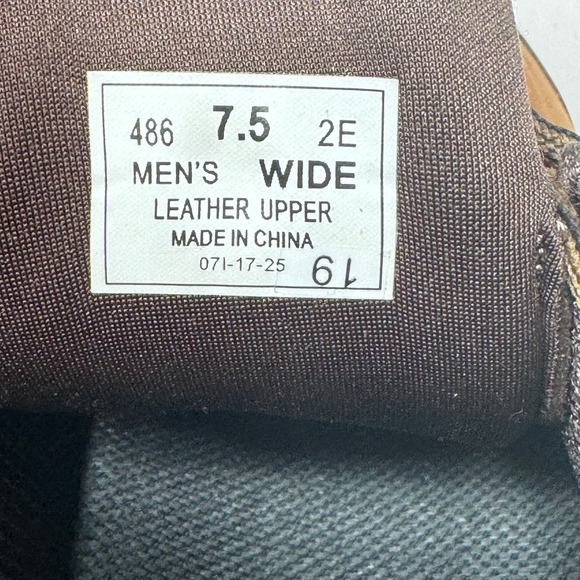 486 7.5 2E
MEN'S WIDE
LEATHER UPPER
MADE IN CHINA
07I-17-25 19